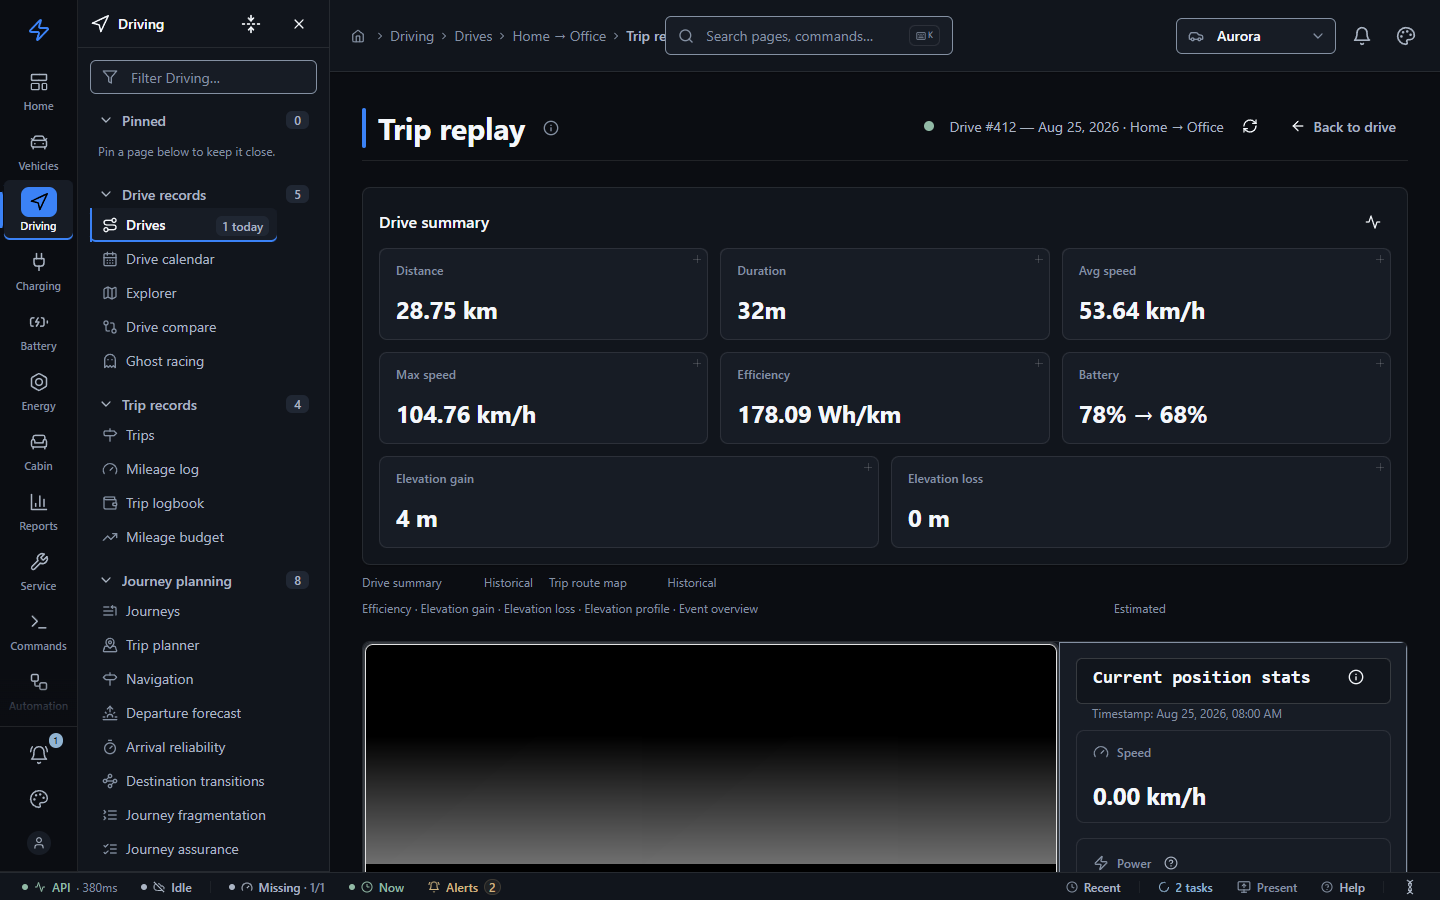 Home
Vehicles
Driving
Charging
Battery
Energy
Cabin
Reports
Service
Commands
Automation
1
Driving
Filter Driving...
Pinned 0
Pin a page below to keep it close.
Drive records 5
Drives 1 today
Drive calendar
Explorer
Drive compare
Ghost racing
Trip records 4
Trips
Mileage log
Trip logbook
Mileage budget
Journey planning 8
Journeys
Trip planner
Navigation
Departure forecast
Arrival reliability
Destination transitions
Journey fragmentation
Journey assurance
Driving > Drives > Home → Office > Trip re
Search pages, commands... K
Aurora
Trip replay
Drive #412 — Aug 25, 2026 · Home → Office
Back to drive
Drive summary
Distance
28.75 km
Duration
32m
Avg speed
53.64 km/h
Max speed
104.76 km/h
Efficiency
178.09 Wh/km
Battery
78% → 68%
Elevation gain
4 m
Elevation loss
0 m
Drive summary Historical Trip route map Historical
Efficiency · Elevation gain · Elevation loss · Elevation profile · Event overview Estimated
Current position stats
Timestamp: Aug 25, 2026, 08:00 AM
Speed
0.00 km/h
Power
API · 380ms Idle Missing · 1/1 Now Alerts 2 Recent 2 tasks Present Help